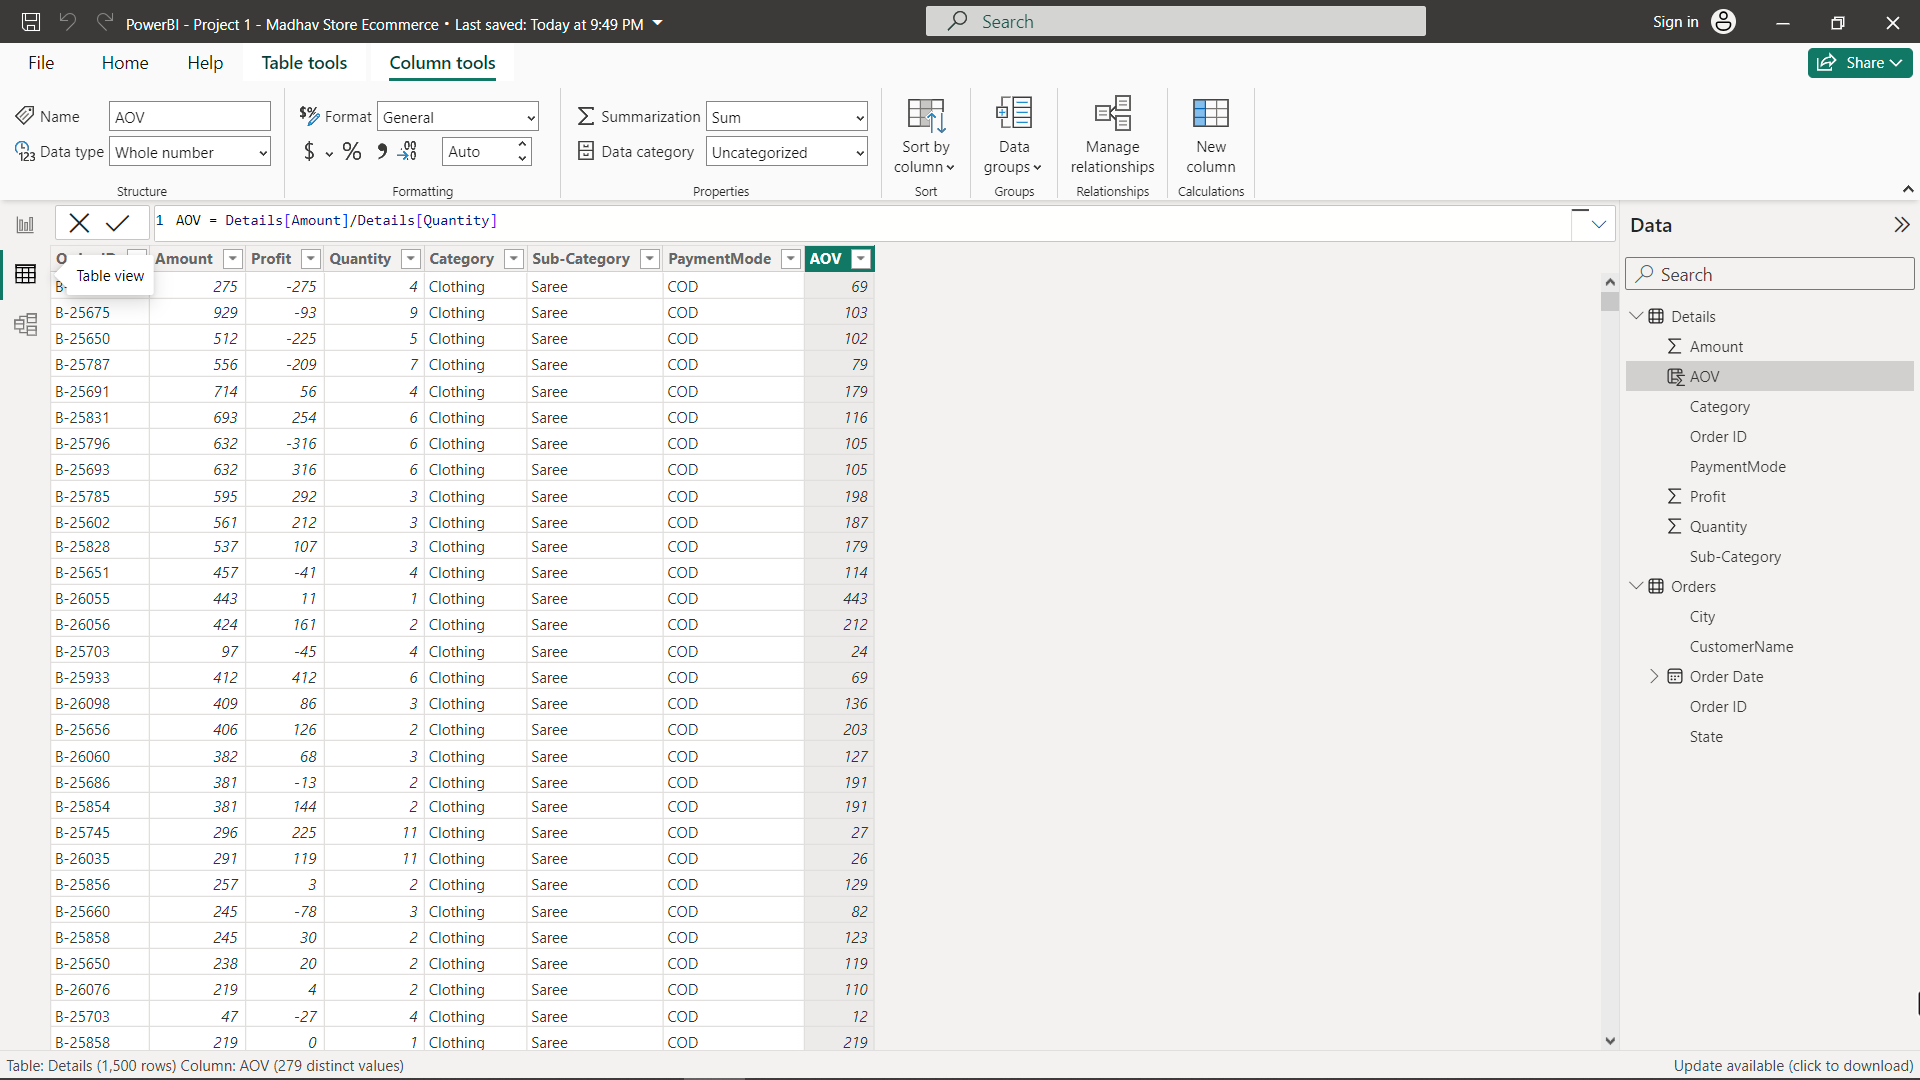 PowerBI - Project 1 - Madhav Store Ecommerce • Last saved: Today at 9:49 PM
Search
Sign in
File Home Help Table tools Column tools
Share
Name AOV
Data type Whole number
Structure
$% Format General
$ % Auto
Formatting
Summarization Sum
Data category Uncategorized
Properties
Sort by column
Sort
Data groups
Groups
Manage relationships
Relationships
New column
Calculations
1 AOV = Details[Amount]/Details[Quantity]
Amount Profit Quantity Category Sub-Category PaymentMode AOV
Table view
275 -275 4 Clothing Saree COD 69
B-25675 929 -93 9 Clothing Saree COD 103
B-25650 512 -225 5 Clothing Saree COD 102
B-25787 556 -209 7 Clothing Saree COD 79
B-25691 714 56 4 Clothing Saree COD 179
B-25831 693 254 6 Clothing Saree COD 116
B-25796 632 -316 6 Clothing Saree COD 105
B-25693 632 316 6 Clothing Saree COD 105
B-25785 595 292 3 Clothing Saree COD 198
B-25602 561 212 3 Clothing Saree COD 187
B-25828 537 107 3 Clothing Saree COD 179
B-25651 457 -41 4 Clothing Saree COD 114
B-26055 443 11 1 Clothing Saree COD 443
B-26056 424 161 2 Clothing Saree COD 212
B-25703 97 -45 4 Clothing Saree COD 24
B-25933 412 412 6 Clothing Saree COD 69
B-26098 409 86 3 Clothing Saree COD 136
B-25656 406 126 2 Clothing Saree COD 203
B-26060 382 68 3 Clothing Saree COD 127
B-25686 381 -13 2 Clothing Saree COD 191
B-25854 381 144 2 Clothing Saree COD 191
B-25745 296 225 11 Clothing Saree COD 27
B-26035 291 119 11 Clothing Saree COD 26
B-25856 257 3 2 Clothing Saree COD 129
B-25660 245 -78 3 Clothing Saree COD 82
B-25858 245 30 2 Clothing Saree COD 123
B-25650 238 20 2 Clothing Saree COD 119
B-26076 219 4 2 Clothing Saree COD 110
B-25703 47 -27 4 Clothing Saree COD 12
B-25858 219 0 1 Clothing Saree COD 219
Data
Search
Details
Amount
AOV
Category
Order ID
PaymentMode
Profit
Quantity
Sub-Category
Orders
City
CustomerName
Order Date
Order ID
State
Table: Details (1,500 rows) Column: AOV (279 distinct values)
Update available (click to download)